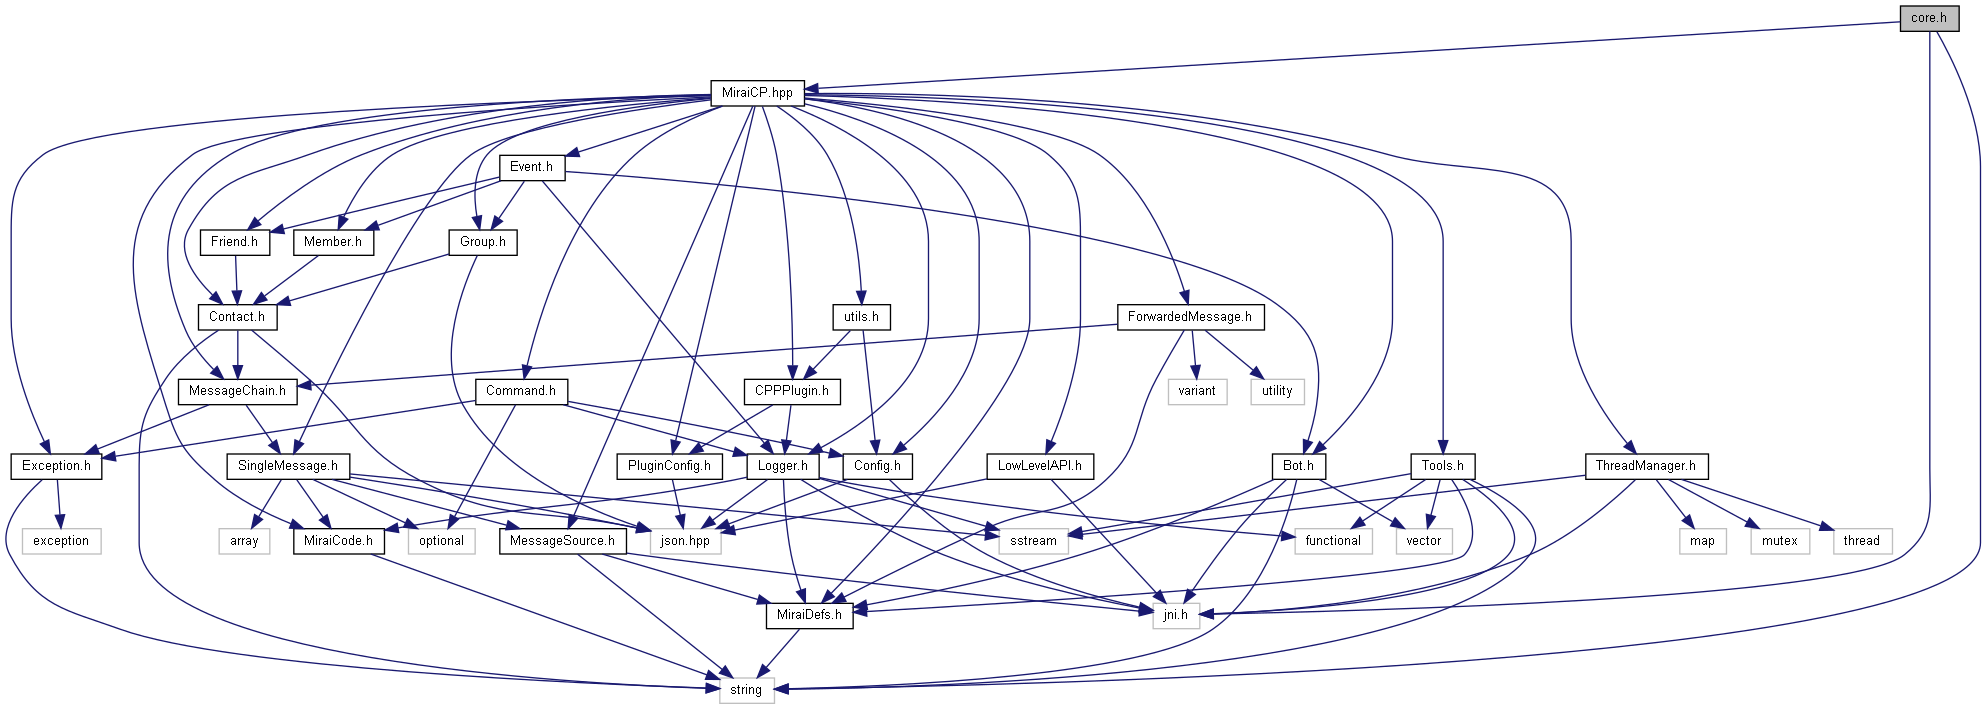 core.h
MiraiCP.hpp
Event.h
Friend.h
Member.h
Group.h
Contact.h
utils.h
ForwardedMessage.h
MessageChain.h
Command.h
CPPPlugin.h
variant
utility
Exception.h
SingleMessage.h
PluginConfig.h
Logger.h
Config.h
LowLevelAPI.h
Bot.h
Tools.h
ThreadManager.h
exception
array
MiraiCode.h
optional
MessageSource.h
json.hpp
sstream
functional
vector
map
mutex
thread
MiraiDefs.h
jni.h
string